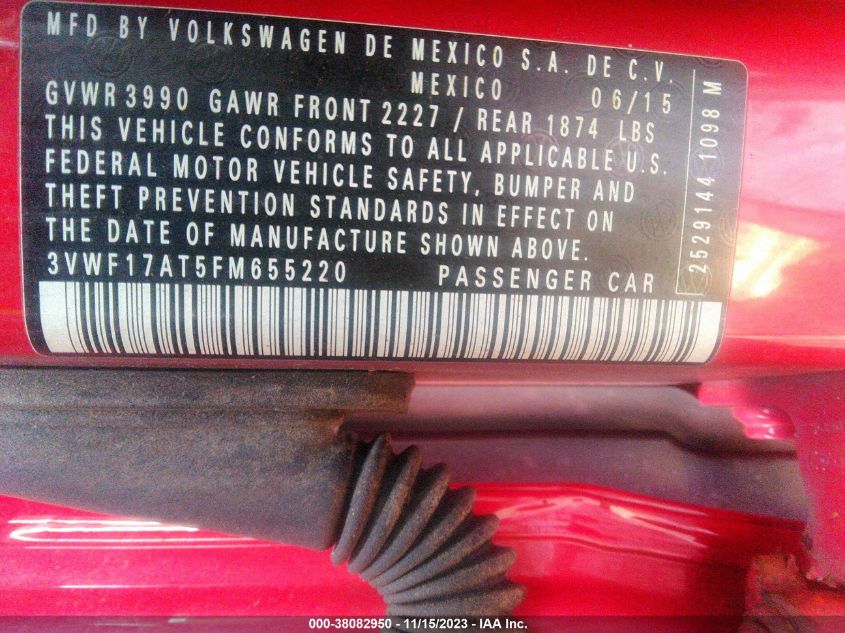 MFD BY VOLKSWAGEN DE MEXICO S.A. DE C.V.
MEXICO 06/15
GVWR 3990 GAWR FRONT 2227 / REAR 1874 LBS
THIS VEHICLE CONFORMS TO ALL APPLICABLE U.S.
FEDERAL MOTOR VEHICLE SAFETY, BUMPER AND
THEFT PREVENTION STANDARDS IN EFFECT ON
THE DATE OF MANUFACTURE SHOWN ABOVE.
3VWF17AT5FM655220 PASSENGER CAR
2529144 1098 M
000-38082950 - 11/15/2023 - IAA Inc.